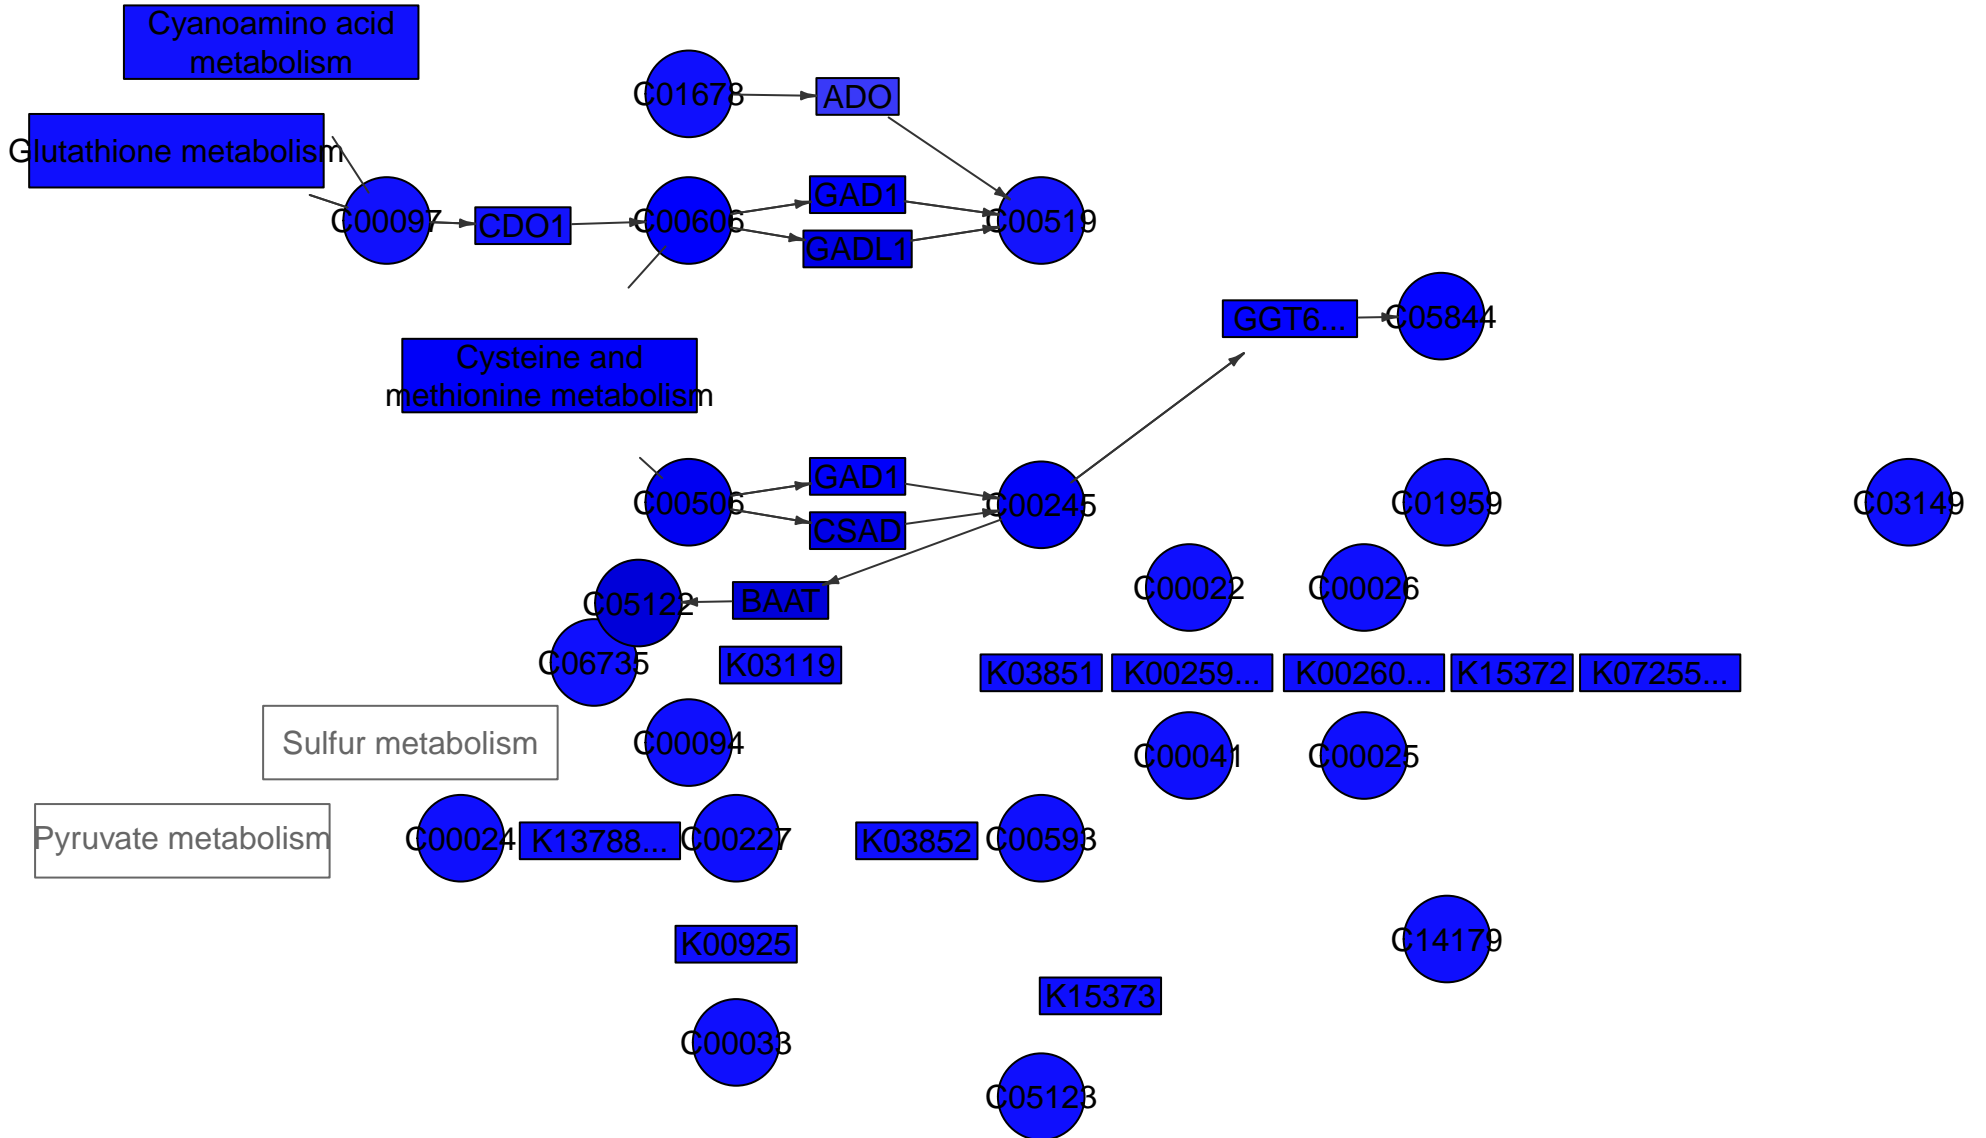 Cyanoamino acid
metabolism
C01678
ADO
Glutathione metabolism
C00097
CDO1
C00606
GAD1
GADL1
C00519
GGT6...
C05844
Cysteine and
methionine metabolism
C00506
GAD1
CSAD
C00245
C01959
C03149
C05122
BAAT
C00022
C00026
C06735
K03119
K03851
K00259...
K00260...
K15372
K07255...
Sulfur metabolism
C00094
C00041
C00025
Pyruvate metabolism
C00024
K13788...
C00227
K03852
C00593
K00925
C14179
K15373
C00033
C05123